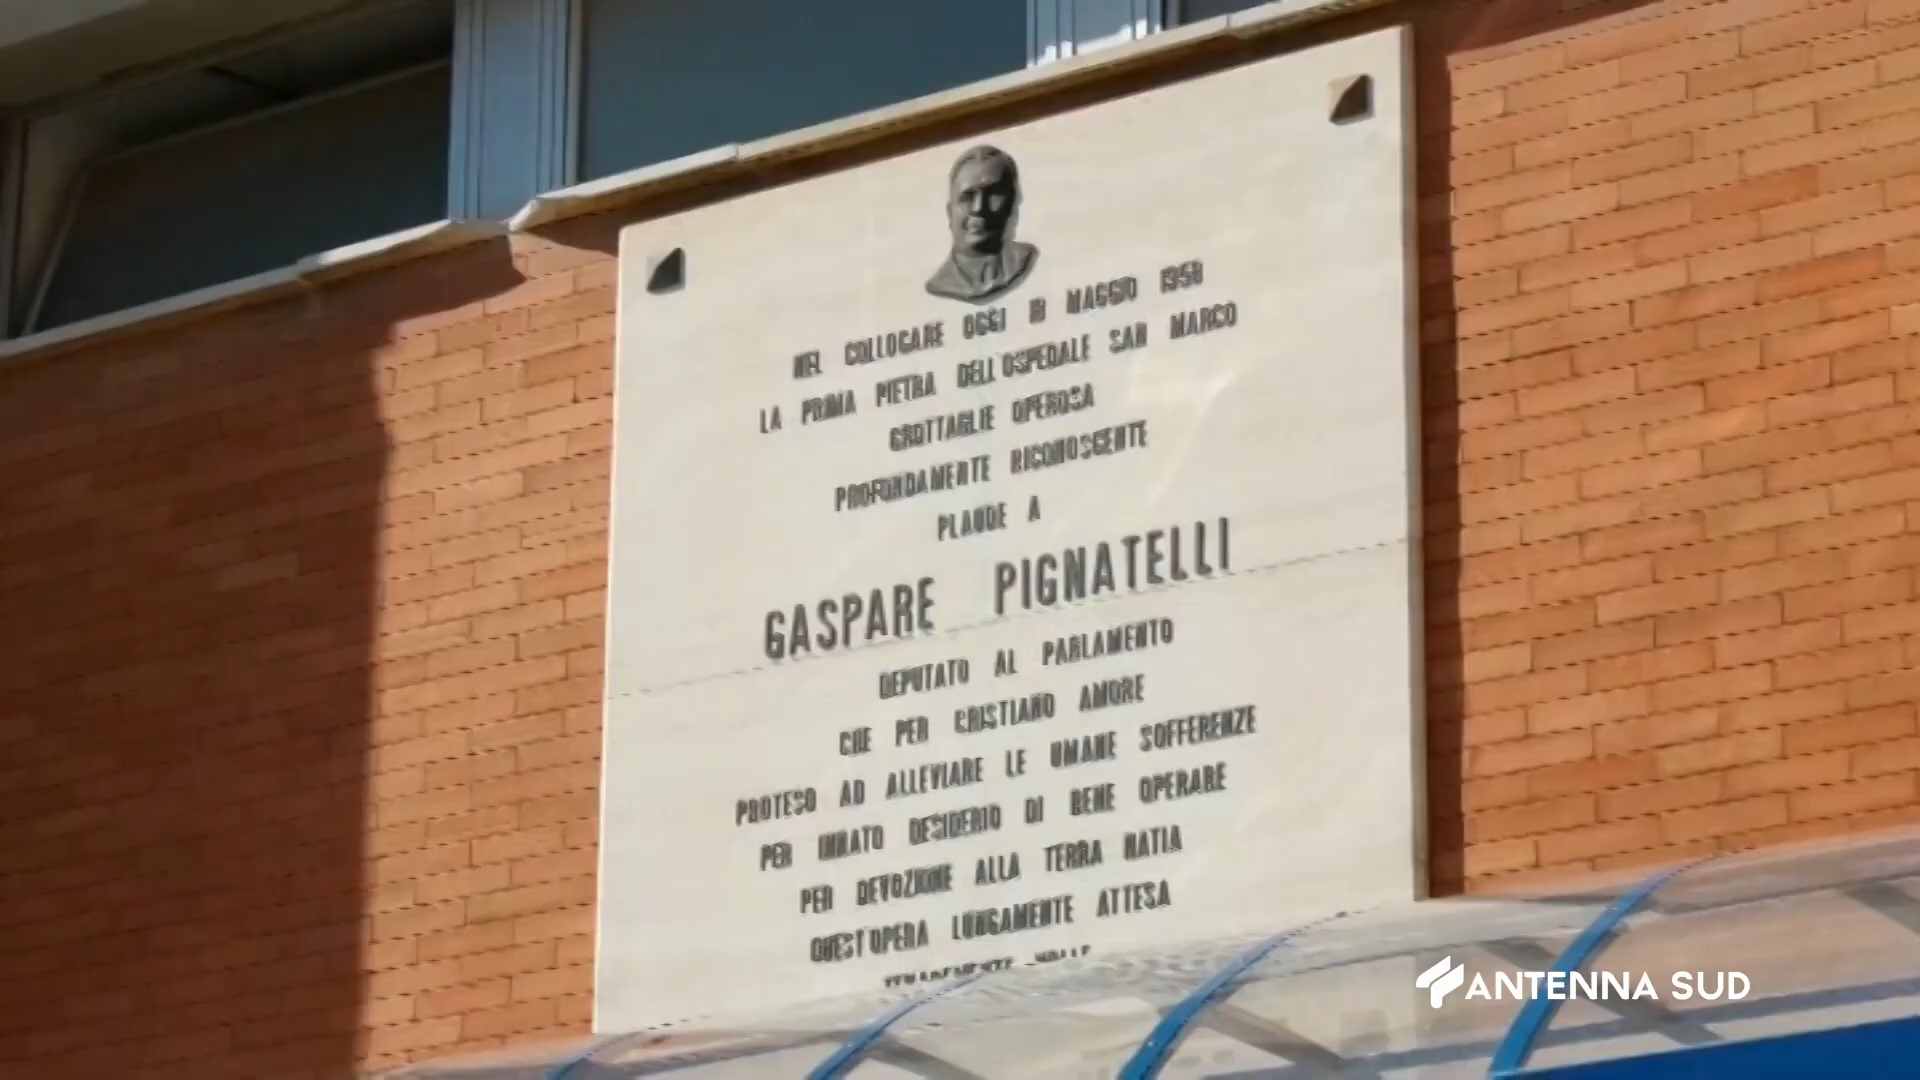 NEL COLLOCARE OGGI 18 MAGGIO 1958
LA PRIMA PIETRA DELL'OSPEDALE SAN MARCO
GROTTAGLIE OPEROSA
PROFONDAMENTE RICONOSCENTE
PLAUDE A
GASPARE PIGNATELLI
DEPUTATO AL PARLAMENTO
CHE PER CRISTIANO AMORE
PROTESO AD ALLEVIARE LE UMANE SOFFERENZE
PER INNATO DESIDERIO DI BENE OPERARE
PER DEVOZIONE ALLA TERRA NATIA
QUEST'OPERA LUNGAMENTE ATTESA
TENACEMENTE VOLLE
ANTENNA SUD